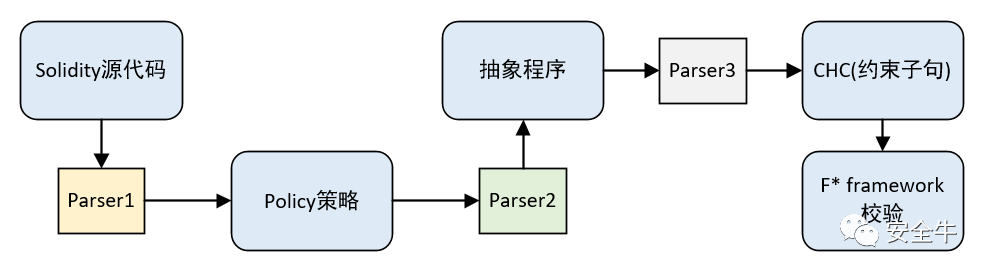 Solidity源代码
Parser1
Policy策略
Parser2
抽象程序
Parser3
CHC(约束子句)
F* framework
校验
安全牛